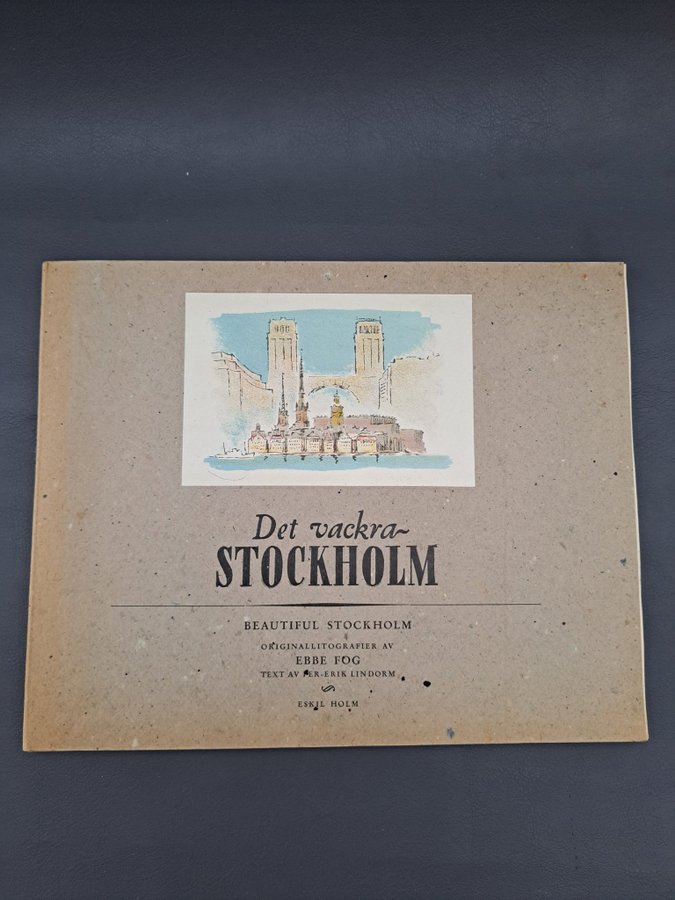 Det vackra
STOCKHOLM
BEAUTIFUL STOCKHOLM
ORIGINALLITOGRAFIER AV
EBBE FOG
TEXT AV PER-ERIK LINDORM
ESKIL HOLM